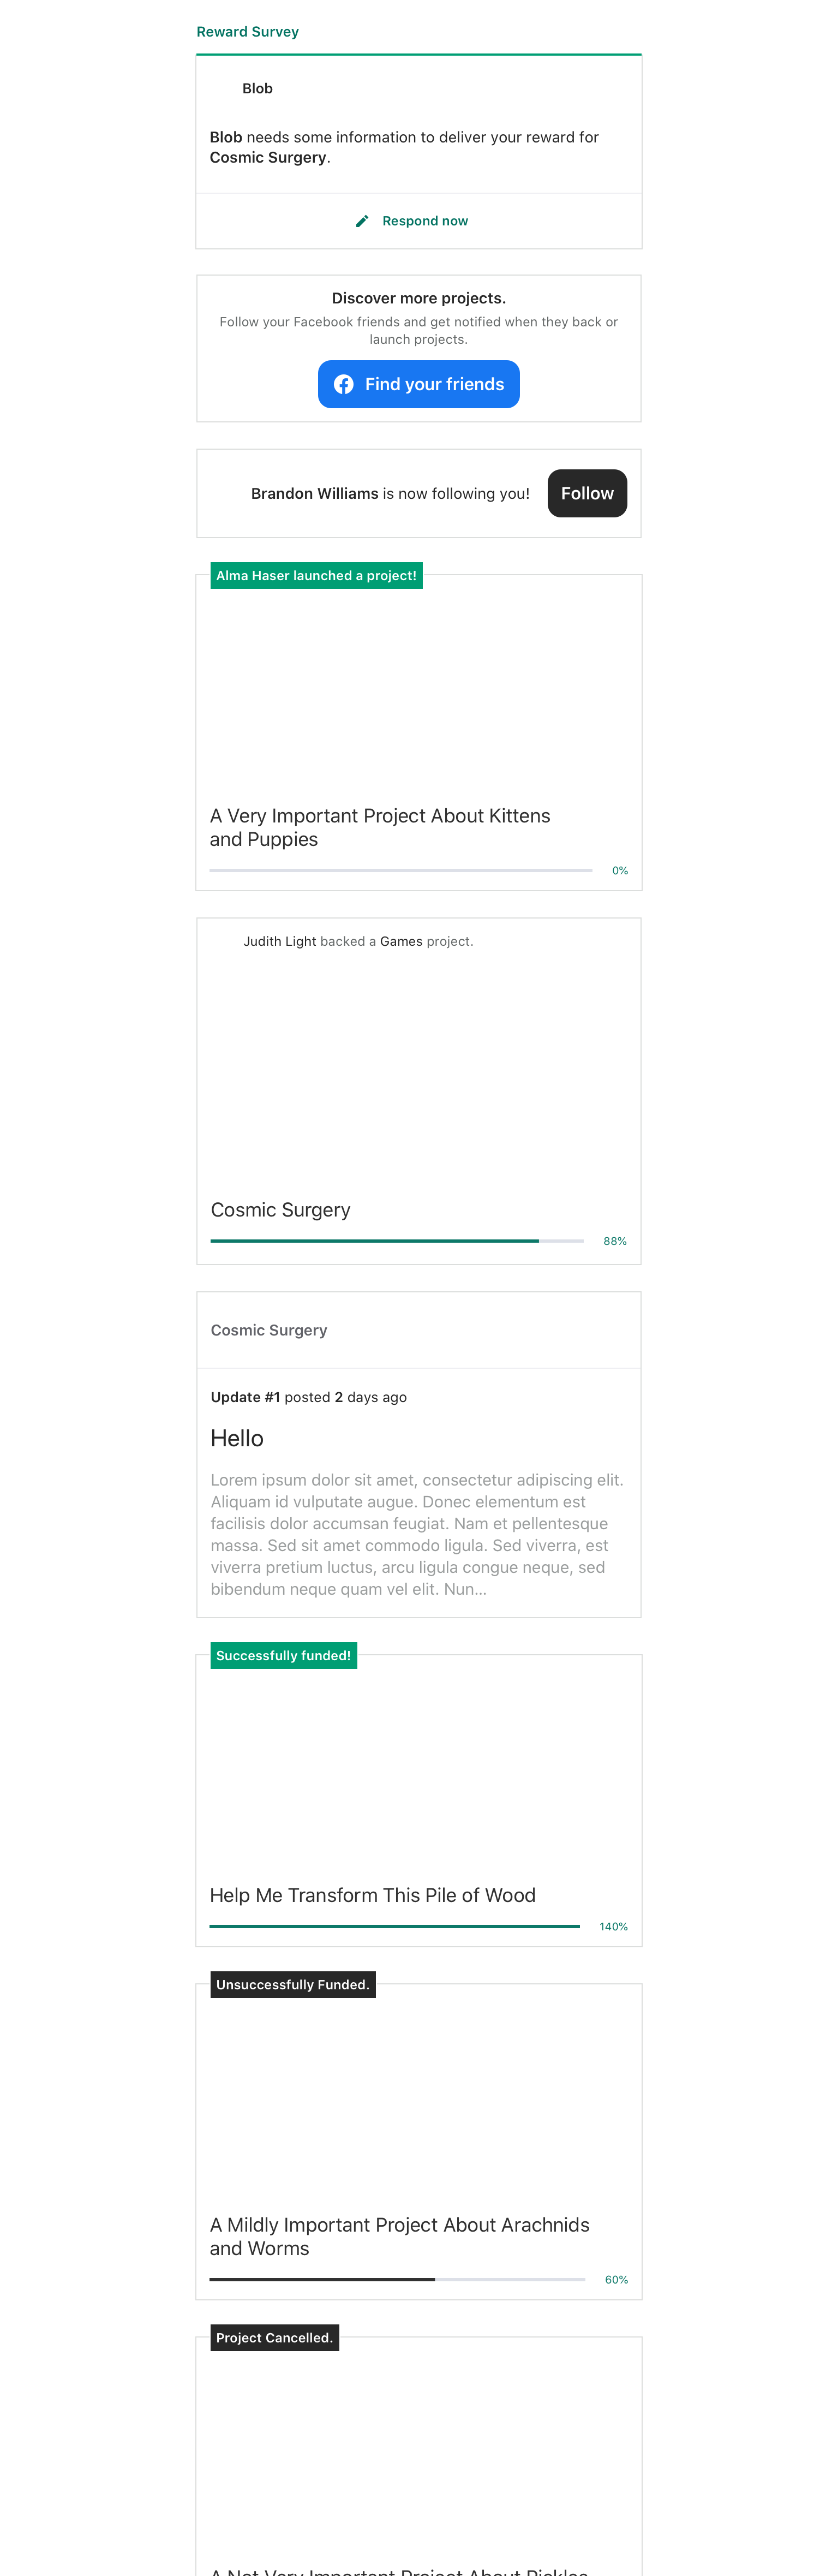 Reward Survey
Blob
Blob needs some information to deliver your reward for
Cosmic Surgery.
Respond now
Discover more projects.
Follow your Facebook friends and get notified when they back or
launch projects.
Find your friends
Brandon Williams is now following you!
Follow
Alma Haser launched a project!
A Very Important Project About Kittens
and Puppies
0%
Judith Light backed a Games project.
Cosmic Surgery
88%
Cosmic Surgery
Update #1 posted 2 days ago
Hello
Lorem ipsum dolor sit amet, consectetur adipiscing elit.
Aliquam id vulputate augue. Donec elementum est
facilisis dolor accumsan feugiat. Nam et pellentesque
massa. Sed sit amet commodo ligula. Sed viverra, est
viverra pretium luctus, arcu ligula congue neque, sed
bibendum neque quam vel elit. Nun...
Successfully funded!
Help Me Transform This Pile of Wood
140%
Unsuccessfully Funded.
A Mildly Important Project About Arachnids
and Worms
60%
Project Cancelled.
A Not Very Important Project About Pickles